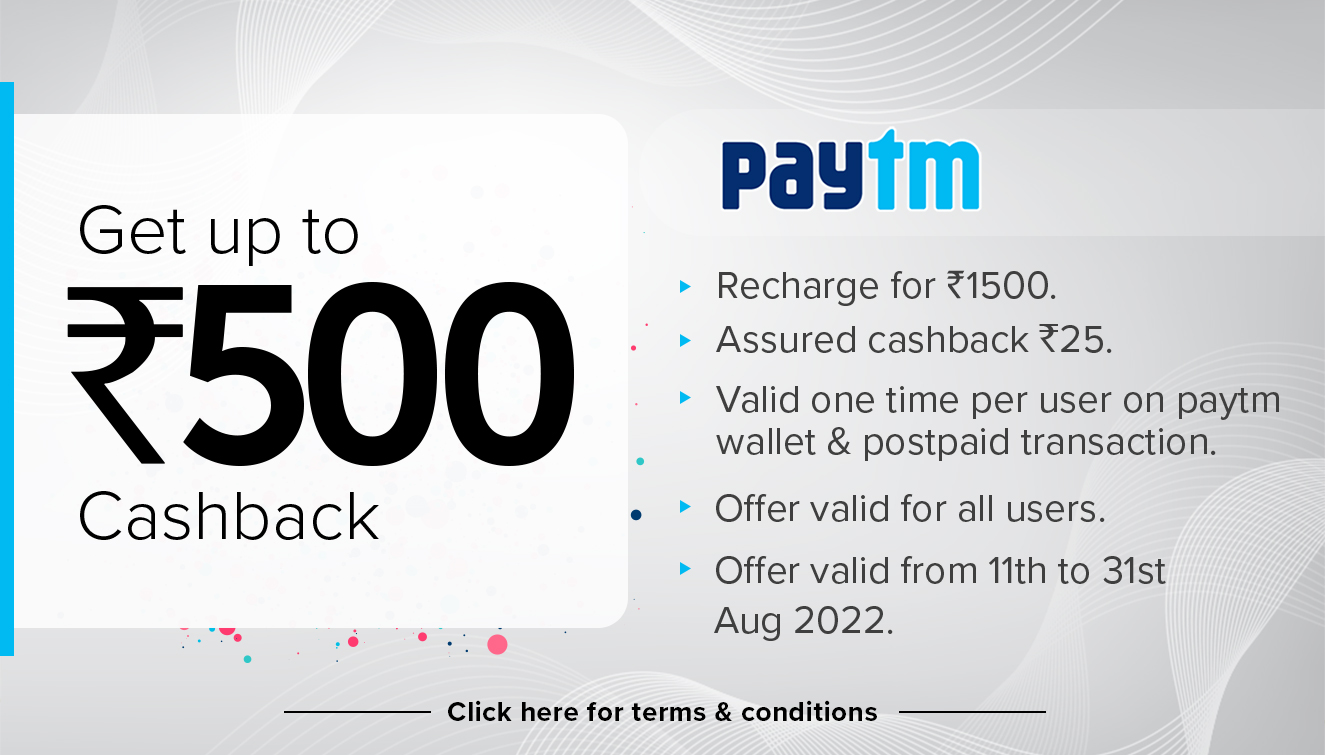 Get up to
₹500
Cashback
paytm
Recharge for ₹1500.
Assured cashback ₹25.
Valid one time per user on paytm
wallet & postpaid transaction.
Offer valid for all users.
Offer valid from 11th to 31st
Aug 2022.
Click here for terms & conditions